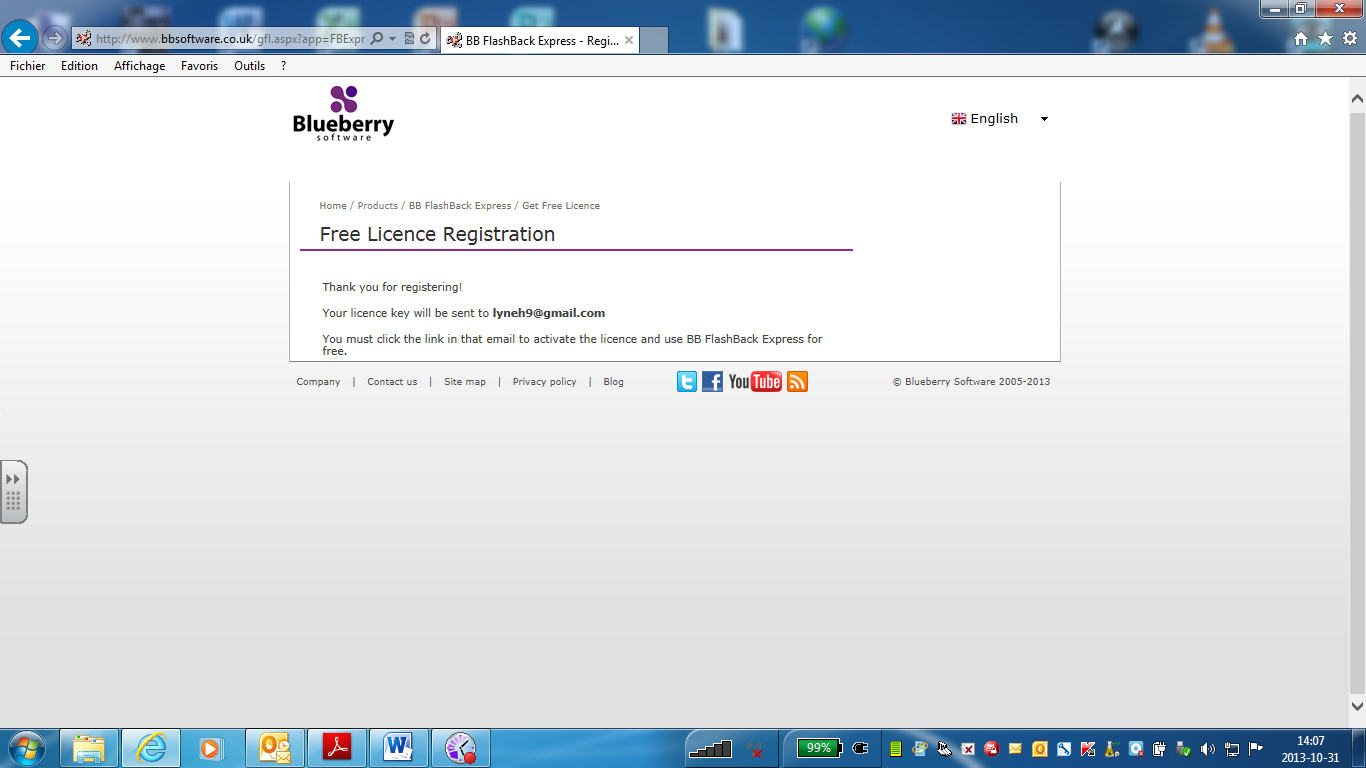 http://www.bbsoftware.co.uk/gfl.aspx?app=FBExpr
BB FlashBack Express - Regi...
Fichier Edition Affichage Favoris Outils ?
Blueberry
software
English
Home / Products / BB FlashBack Express / Get Free Licence
Free Licence Registration
Thank you for registering!
Your licence key will be sent to lyneh9@gmail.com
You must click the link in that email to activate the licence and use BB FlashBack Express for
free.
Company | Contact us | Site map | Privacy policy | Blog
You Tube
© Blueberry Software 2005-2013
99%
14:07
2013-10-31